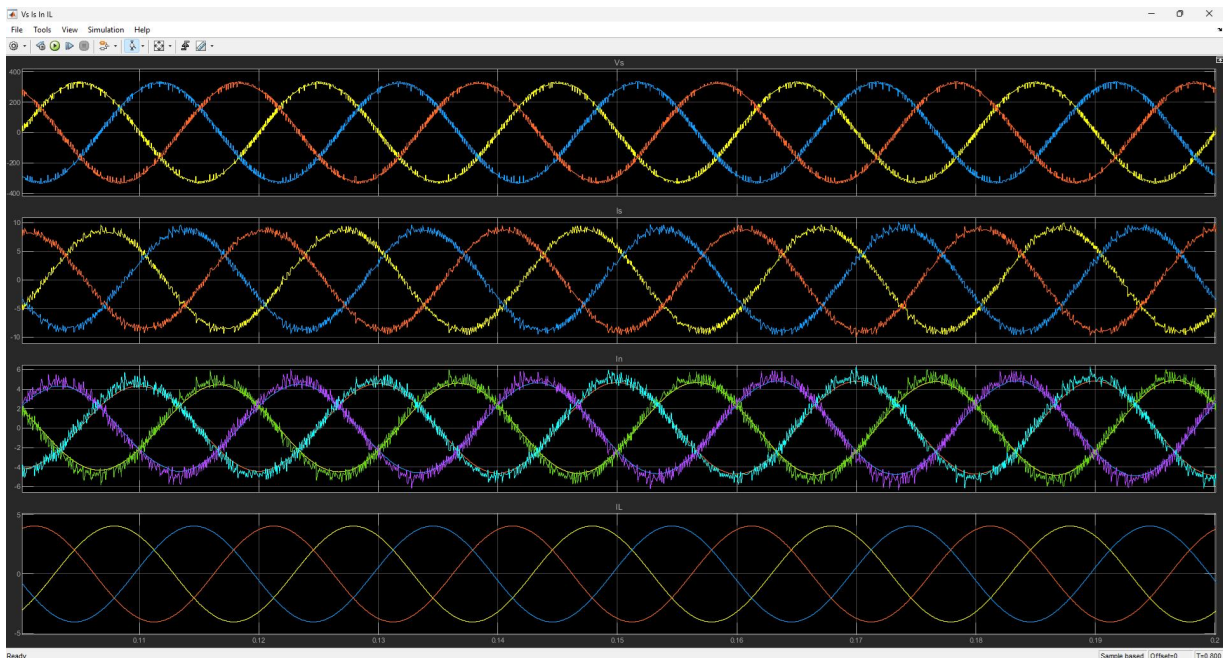 Vs Is In IL
File Tools View Simulation Help
Vs
400
200
0
-200
-400
Is
10
5
0
-5
-10
In
6
4
2
0
-2
-4
-6
IL
5
0
-5
0.11 0.12 0.13 0.14 0.15 0.16 0.17 0.18 0.19 0.2
Ready Sample based Offset=0 T=0.800